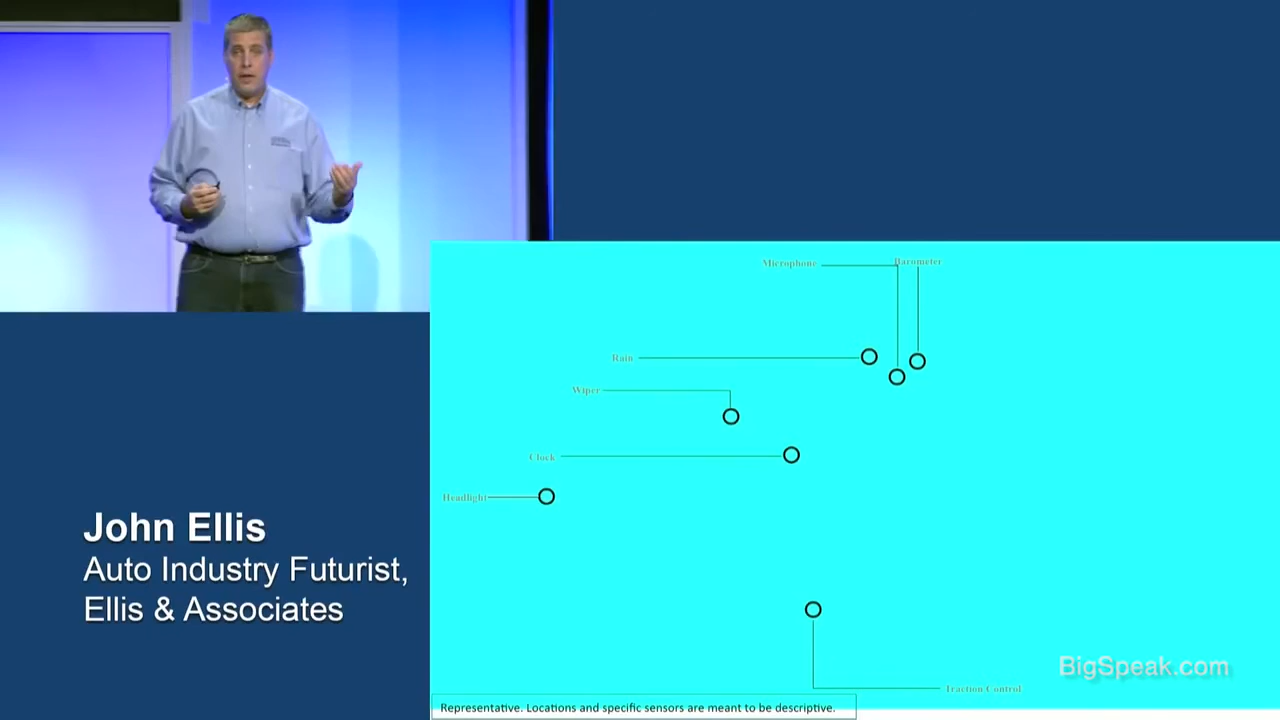 Microphone
Barometer
Rain
Wiper
Clock
Headlight
John Ellis
Auto Industry Futurist,
Ellis & Associates
BigSpeak.com
Traction Control
Representative. Locations and specific sensors are meant to be descriptive.